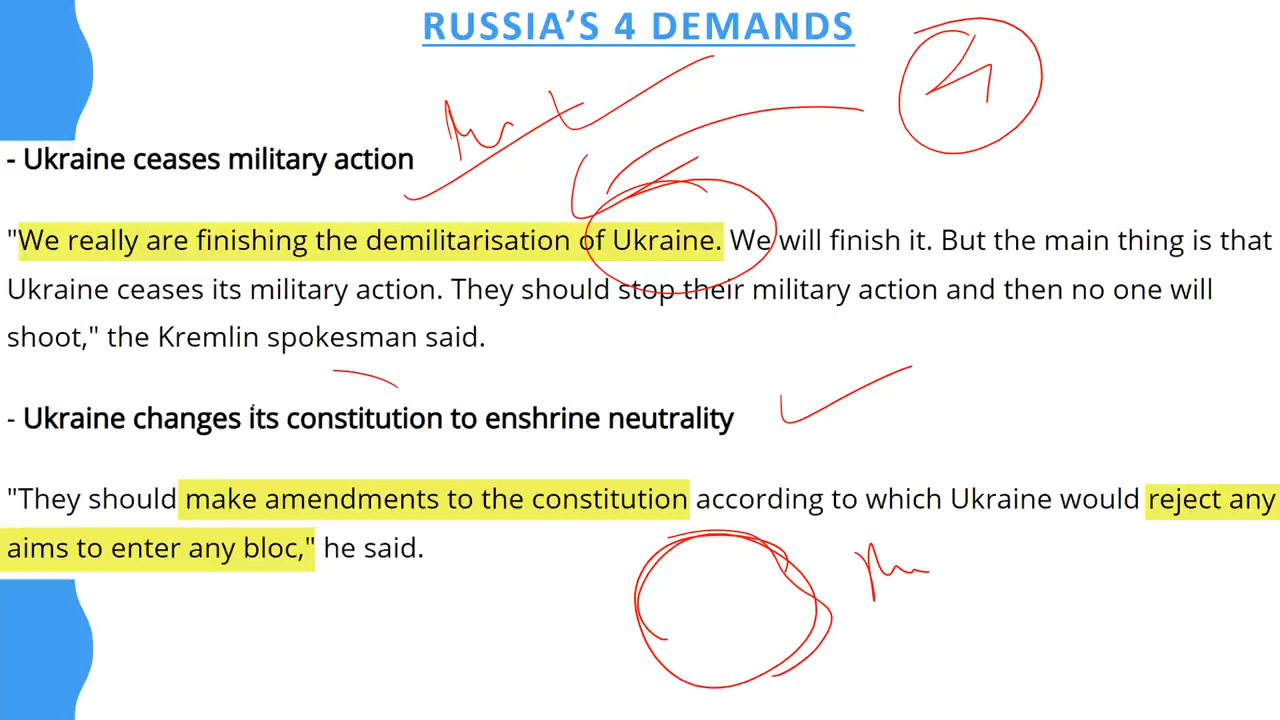 RUSSIA'S 4 DEMANDS
4
- Ukraine ceases military action
"We really are finishing the demilitarisation of Ukraine. We will finish it. But the main thing is that
Ukraine ceases its military action. They should stop their military action and then no one will
shoot," the Kremlin spokesman said.
- Ukraine changes its constitution to enshrine neutrality
"They should make amendments to the constitution according to which Ukraine would reject any
aims to enter any bloc," he said.